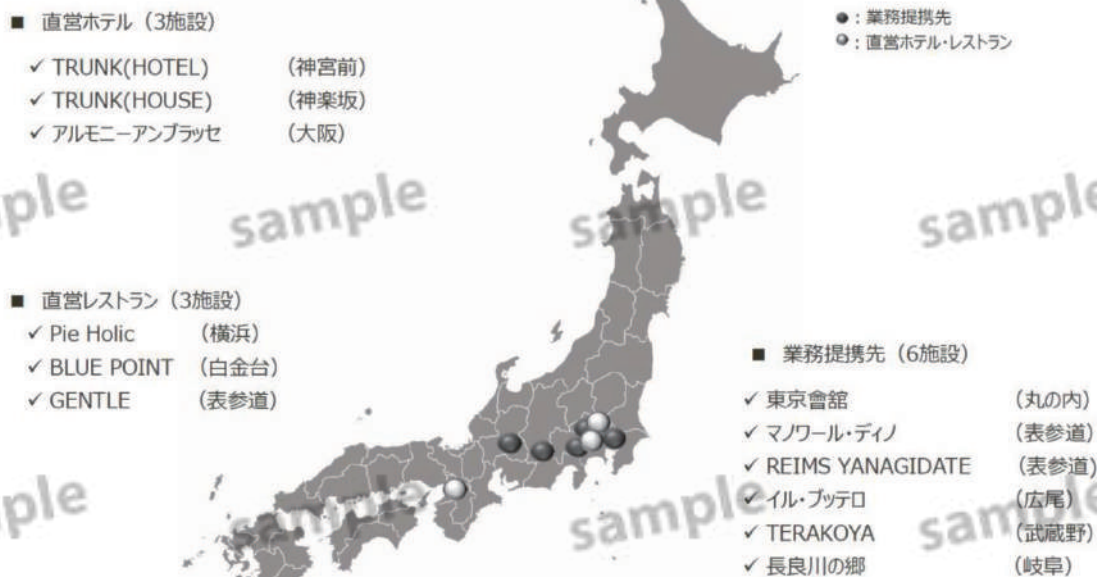 ■ 直営ホテル（3施設）
✓ TRUNK(HOTEL) （神宮前）
✓ TRUNK(HOUSE) （神楽坂）
✓ アルモニーアンブラッセ （大阪）
●：業務提携先
●：直営ホテル・レストラン
ple sample sample sample
■ 直営レストラン（3施設）
✓ Pie Holic （横浜）
✓ BLUE POINT （白金台）
✓ GENTLE （表参道）
■ 業務提携先（6施設）
✓ 東京會舘 （丸の内）
✓ マノワール・ディノ （表参道）
✓ REIMS YANAGIDATE （表参道）
✓ イル・ブッテロ （広尾）
✓ TERAKOYA （武蔵野）
✓ 長良川の郷 （岐阜）
ple sample sample sample